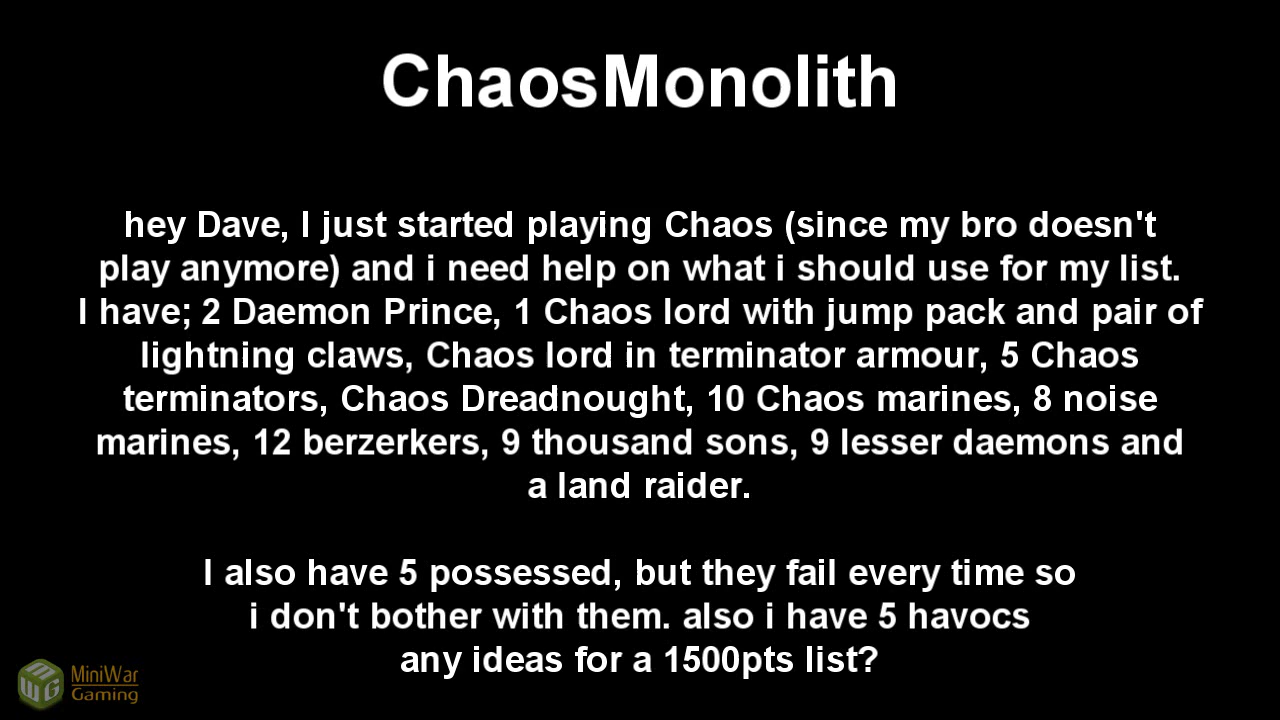 ChaosMonolith
hey Dave, I just started playing Chaos (since my bro doesn't
play anymore) and i need help on what i should use for my list.
I have; 2 Daemon Prince, 1 Chaos lord with jump pack and pair of
lightning claws, Chaos lord in terminator armour, 5 Chaos
terminators, Chaos Dreadnought, 10 Chaos marines, 8 noise
marines, 12 berzerkers, 9 thousand sons, 9 lesser daemons and
a land raider.
I also have 5 possessed, but they fail every time so
i don't bother with them. also i have 5 havocs
any ideas for a 1500pts list?
MWG
MiniWar
Gaming